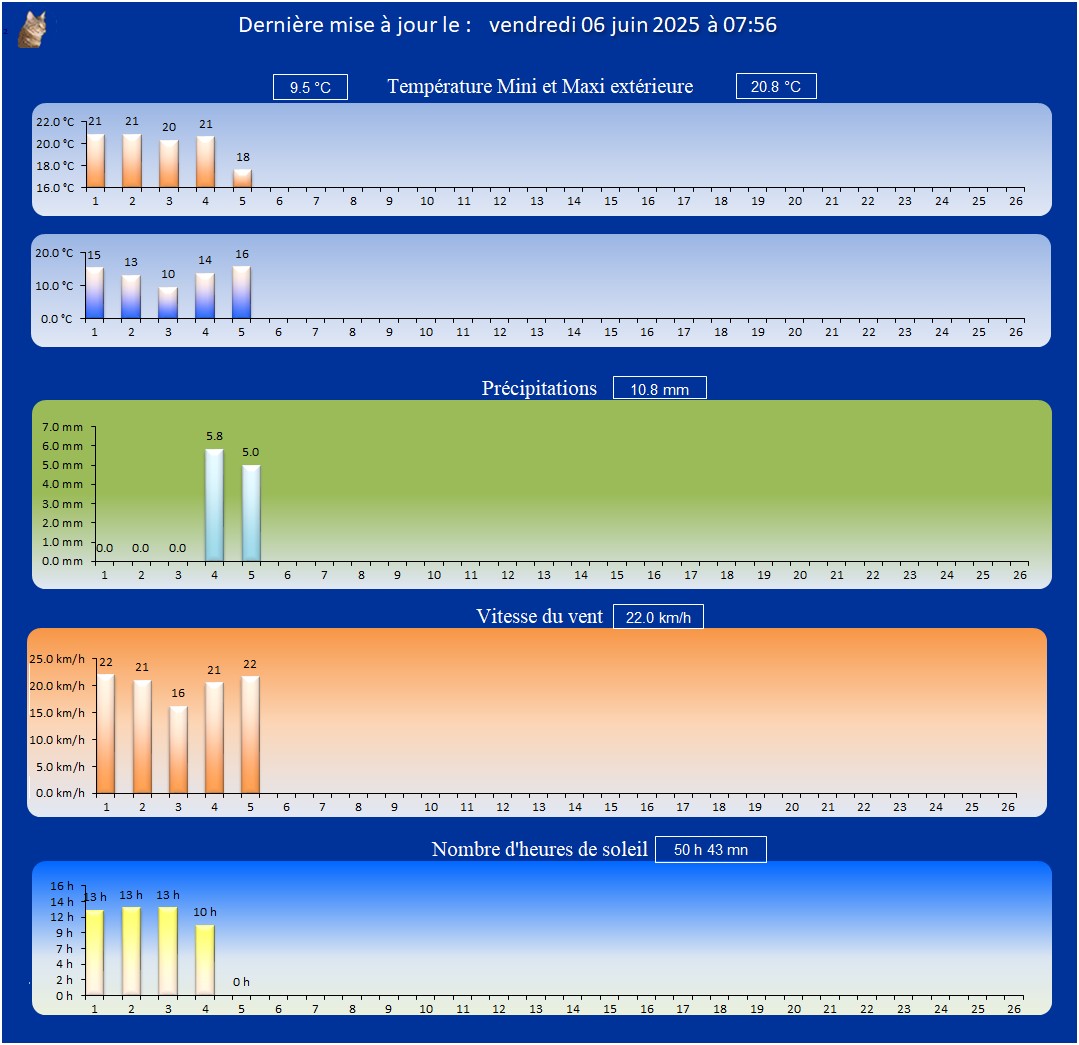 Dernière mise à jour le : vendredi 06 juin 2025 à 07:56
9.5 °C Température Mini et Maxi extérieure 20.8 °C
22.0 °C 21 21 20 21
20.0 °C 18
18.0 °C
16.0 °C
1 2 3 4 5 6 7 8 9 10 11 12 13 14 15 16 17 18 19 20 21 22 23 24 25 26
20.0 °C 15 13 10 14 16
10.0 °C
0.0 °C
1 2 3 4 5 6 7 8 9 10 11 12 13 14 15 16 17 18 19 20 21 22 23 24 25 26
Précipitations 10.8 mm
7.0 mm 5.8
6.0 mm 5.0
5.0 mm
4.0 mm
3.0 mm
2.0 mm
1.0 mm 0.0 0.0 0.0
0.0 mm
1 2 3 4 5 6 7 8 9 10 11 12 13 14 15 16 17 18 19 20 21 22 23 24 25 26
Vitesse du vent 22.0 km/h
25.0 km/h 22 21 16 21 22
20.0 km/h
15.0 km/h
10.0 km/h
5.0 km/h
0.0 km/h
1 2 3 4 5 6 7 8 9 10 11 12 13 14 15 16 17 18 19 20 21 22 23 24 25 26
Nombre d'heures de soleil 50 h 43 mn
16 h
14 h 13 h 13 h 13 h
12 h 10 h
9 h
7 h
4 h
2 h 0 h
0 h
1 2 3 4 5 6 7 8 9 10 11 12 13 14 15 16 17 18 19 20 21 22 23 24 25 26